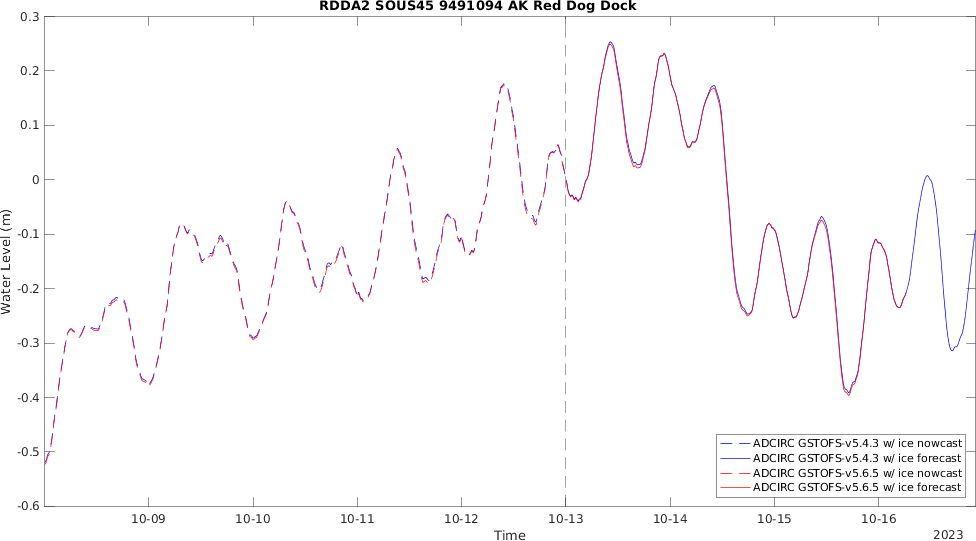 RDDA2 SOUS45 9491094 AK Red Dog Dock
0.3
0.2
0.1
0
-0.1
-0.2
-0.3
-0.4
-0.5
-0.6
Water Level (m)
ADCIRC GSTOFS-v5.4.3 w/ ice nowcast
ADCIRC GSTOFS-v5.4.3 w/ ice forecast
ADCIRC GSTOFS-v5.6.5 w/ ice nowcast
ADCIRC GSTOFS-v5.6.5 w/ ice forecast
10-09 10-10 10-11 10-12 10-13 10-14 10-15 10-16
Time
2023